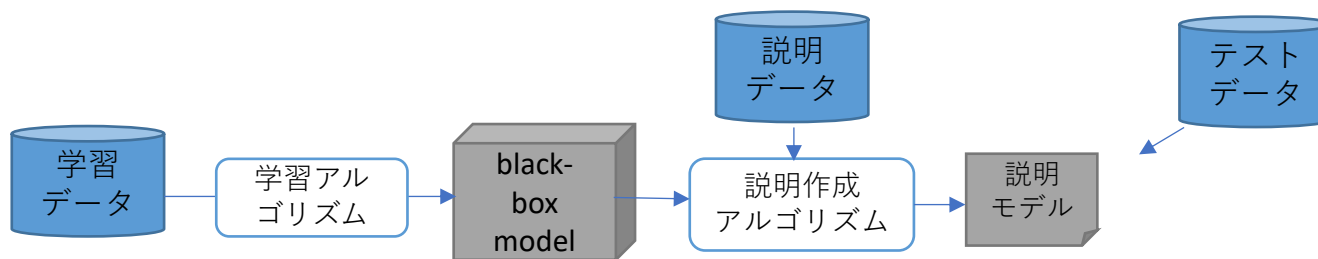 学習
データ
学習アル
ゴリズム
black-
box
model
説明
データ
説明作成
アルゴリズム
説明
モデル
テスト
データ